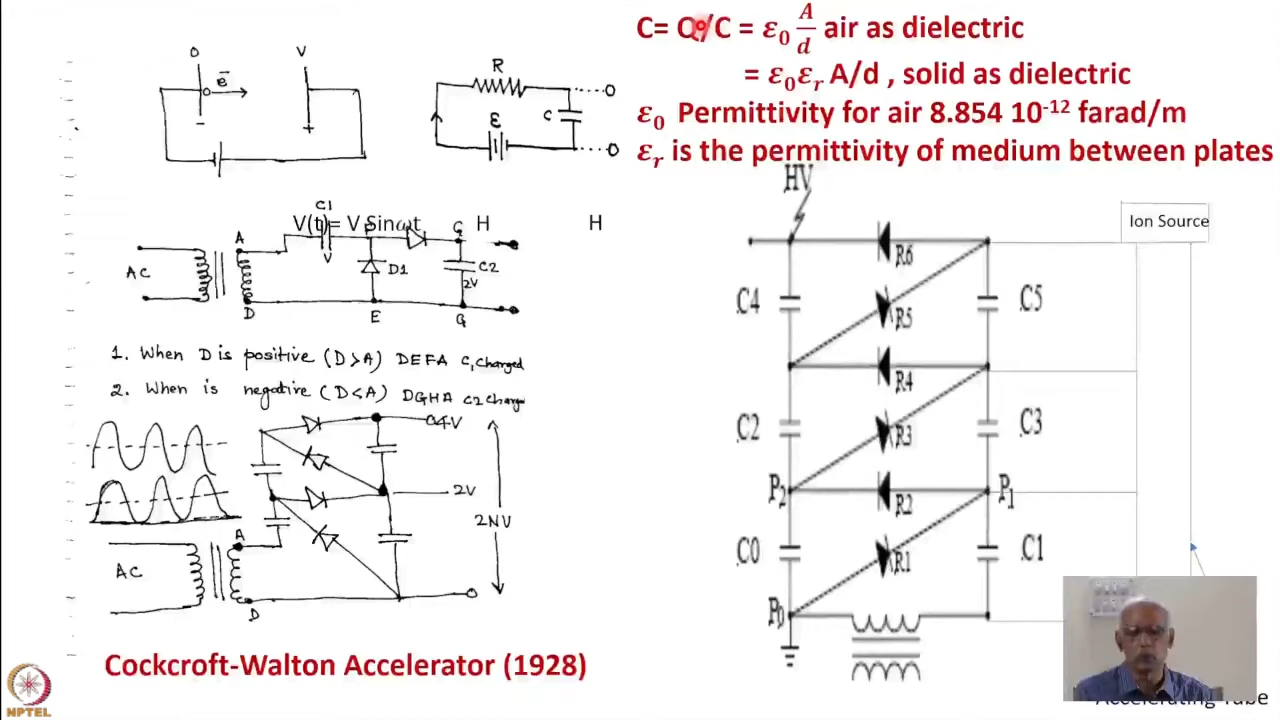 C= Q/C = ε₀ A/d air as dielectric
= ε₀εᵣ A/d , solid as dielectric
ε₀ Permittivity for air 8.854 10⁻¹² farad/m
εᵣ is the permittivity of medium between plates
O
V
e̅
-
+
R
O
C
ε
O
C1
V(t)= V Sinωt
F
G
H
H
A
AC
V
D1
C2
2V
D
E
G
1. When D is positive (D>A) DEFA C₁ Charged
2. When is negative (D<A) DGHA C2 Charge
4V
2V
2NV
A
AC
D
Cockcroft-Walton Accelerator (1928)
NPTEL
HV
Ion Source
R6
C4
R5
C5
R4
C2
R3
C3
P₂
R2
P₁
C0
R1
C1
P₀
Accelerating Tube